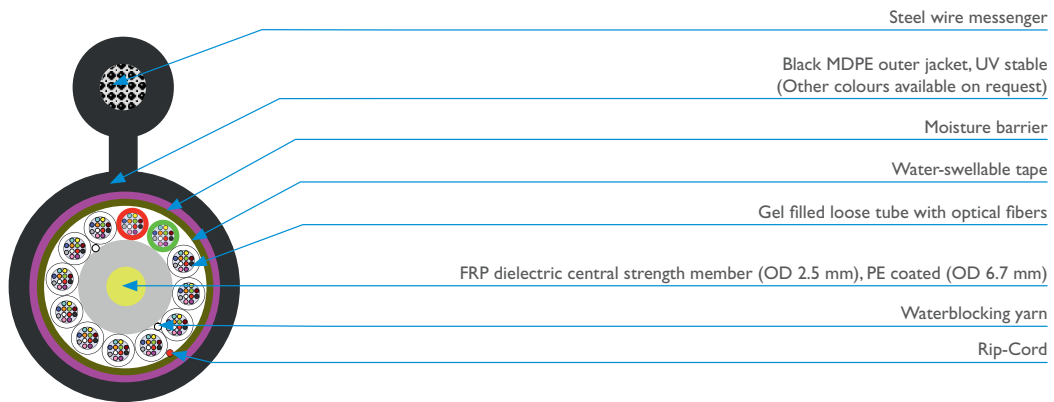 Steel wire messenger
Black MDPE outer jacket, UV stable
(Other colours available on request)
Moisture barrier
Water-swellable tape
Gel filled loose tube with optical fibers
FRP dielectric central strength member (OD 2.5 mm), PE coated (OD 6.7 mm)
Waterblocking yarn
Rip-Cord